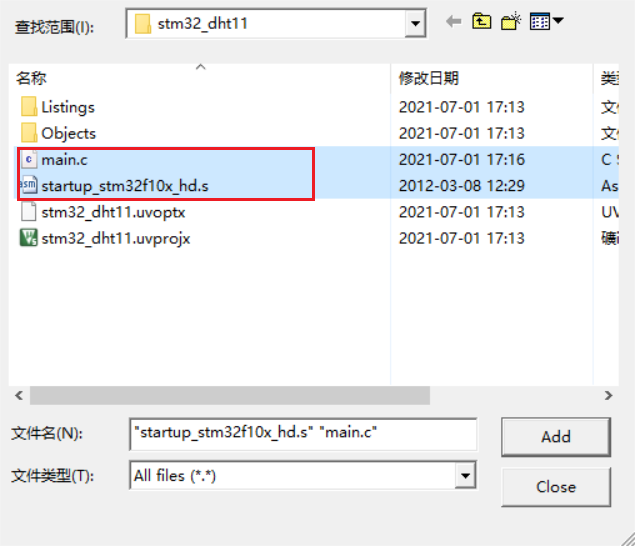 查找范围(I): stm32_dht11
名称 修改日期
Listings 2021-07-01 17:13 文
Objects 2021-07-01 17:13 文
main.c 2021-07-01 17:16 C S
startup_stm32f10x_hd.s 2012-03-08 12:29 As
stm32_dht11.uvoptx 2021-07-01 17:13 UV
stm32_dht11.uvprojx 2021-07-01 17:13
文件名(N): "startup_stm32f10x_hd.s" "main.c" Add
文件类型(T): All files (*.*) Close